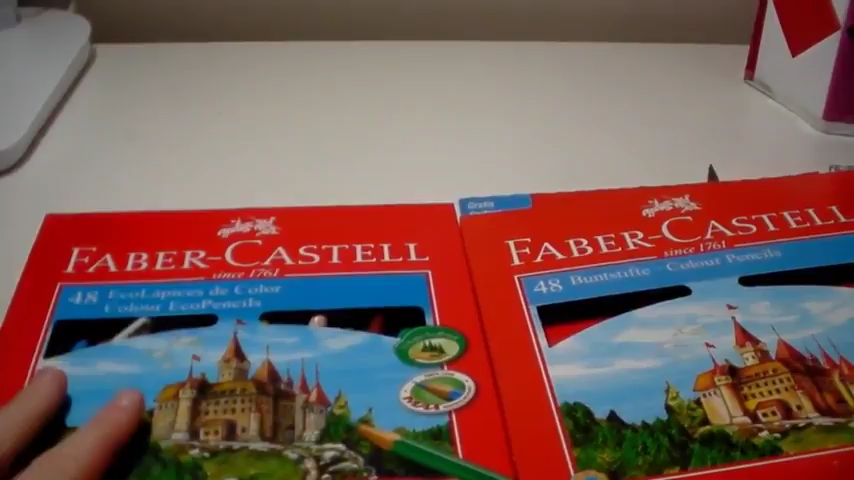 FABER-CASTELL
since 1761
48 EcoLápices de Color
Colour EcoPencils
Gratis
FABER-CASTELL
since 1761
48 Buntstifte Colour Pencils